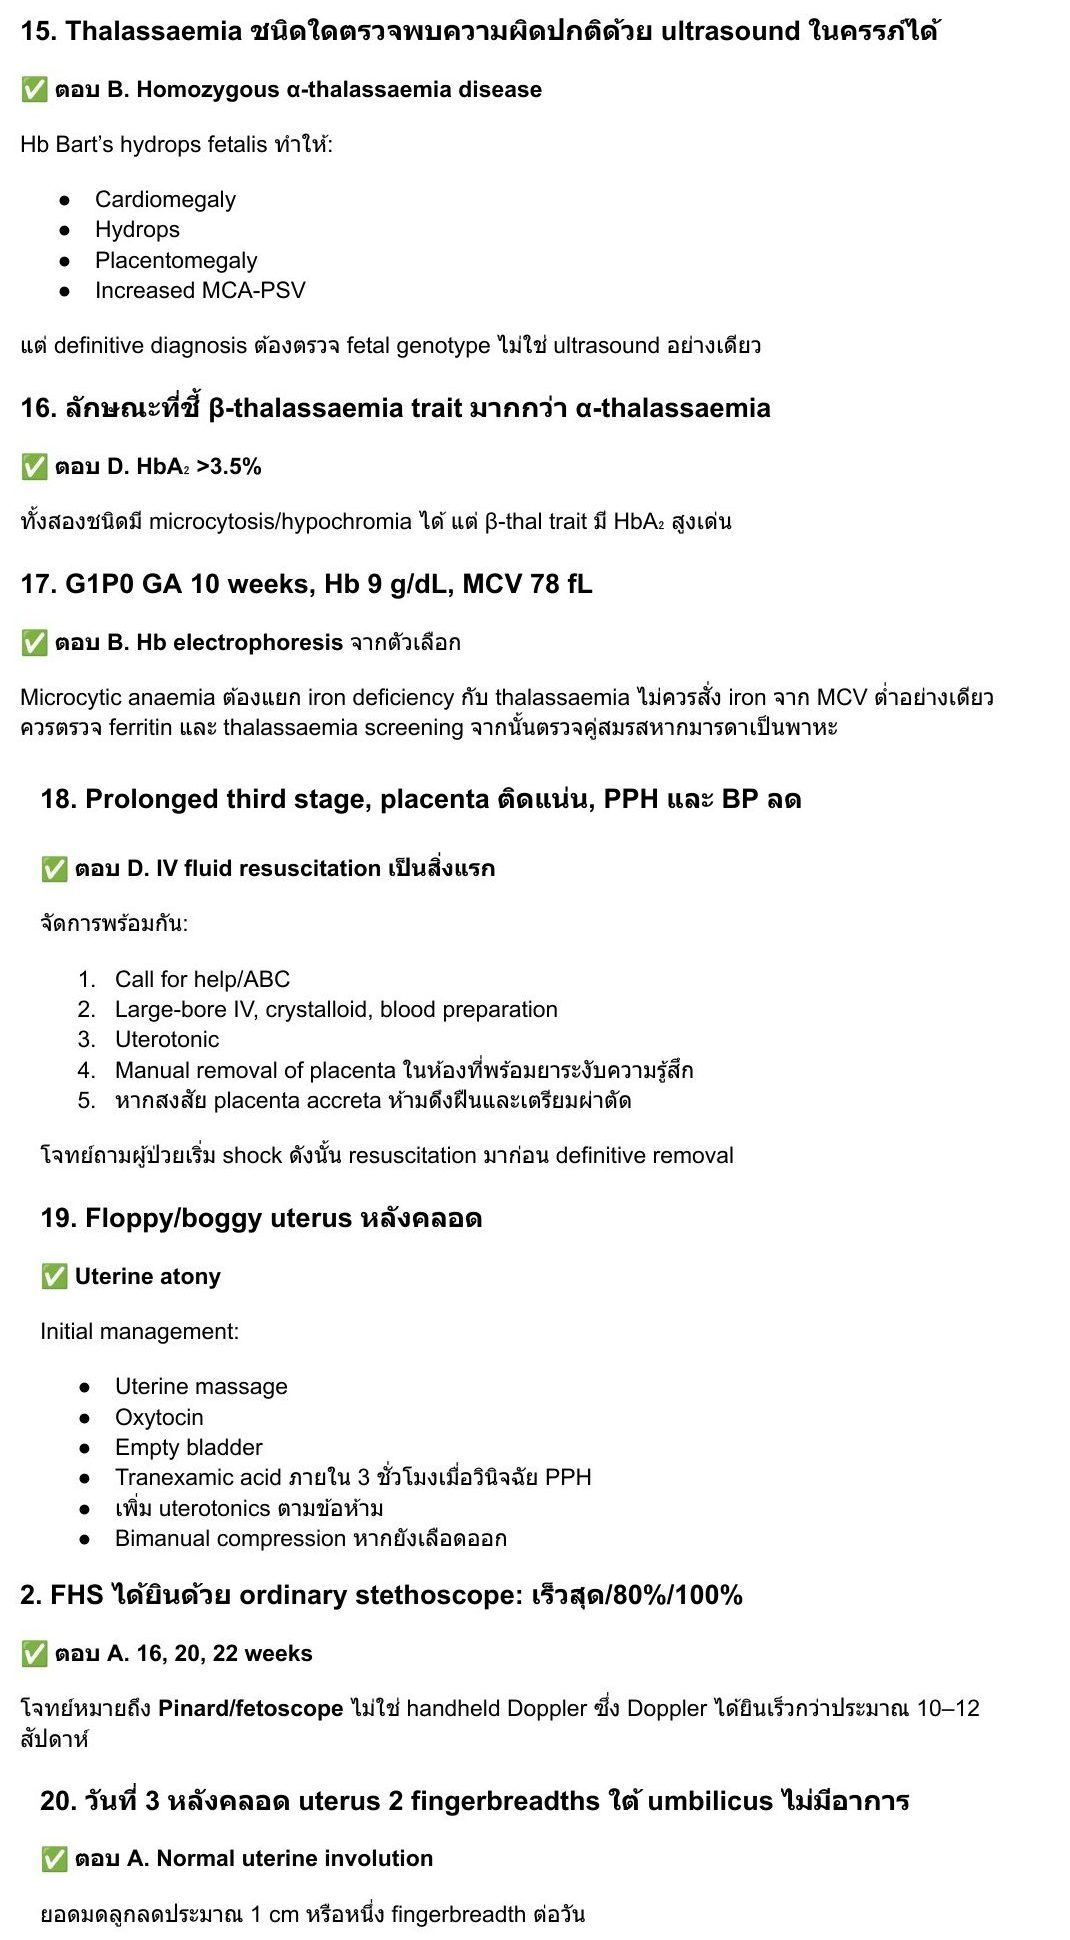 15. Thalassaemia ชนิดใดตรวจพบความผิดปกติด้วย ultrasound ในครรภ์ได้
✅ ตอบ B. Homozygous α-thalassaemia disease
Hb Bart’s hydrops fetalis ทำให้:
● Cardiomegaly
● Hydrops
● Placentomegaly
● Increased MCA-PSV
แต่ definitive diagnosis ต้องตรวจ fetal genotype ไม่ใช่ ultrasound อย่างเดียว
16. ลักษณะที่ชี้ β-thalassaemia trait มากกว่า α-thalassaemia
✅ ตอบ D. HbA₂ >3.5%
ทั้งสองชนิดมี microcytosis/hypochromia ได้ แต่ β-thal trait มี HbA₂ สูงเด่น
17. G1P0 GA 10 weeks, Hb 9 g/dL, MCV 78 fL
✅ ตอบ B. Hb electrophoresis จากตัวเลือก
Microcytic anaemia ต้องแยก iron deficiency กับ thalassaemia ไม่ควรสั่ง iron จาก MCV ต่ำอย่างเดียว
ควรตรวจ ferritin และ thalassaemia screening จากนั้นตรวจคู่สมรสหากมารดาเป็นพาหะ
18. Prolonged third stage, placenta ติดแน่น, PPH และ BP ลด
✅ ตอบ D. IV fluid resuscitation เป็นสิ่งแรก
จัดการพร้อมกัน:
1. Call for help/ABC
2. Large-bore IV, crystalloid, blood preparation
3. Uterotonic
4. Manual removal of placenta ในห้องที่พร้อมยาระงับความรู้สึก
5. หากสงสัย placenta accreta ห้ามดึงฝืนและเตรียมผ่าตัด
โจทย์ถามผู้ป่วยเริ่ม shock ดังนั้น resuscitation มาก่อน definitive removal
19. Floppy/boggy uterus หลังคลอด
✅ Uterine atony
Initial management:
● Uterine massage
● Oxytocin
● Empty bladder
● Tranexamic acid ภายใน 3 ชั่วโมงเมื่อวินิจฉัย PPH
● เพิ่ม uterotonics ตามข้อห้าม
● Bimanual compression หากยังเลือดออก
2. FHS ได้ยินด้วย ordinary stethoscope: เร็วสุด/80%/100%
✅ ตอบ A. 16, 20, 22 weeks
โจทย์หมายถึง Pinard/fetoscope ไม่ใช่ handheld Doppler ซึ่ง Doppler ได้ยินเร็วกว่าประมาณ 10–12
สัปดาห์
20. วันที่ 3 หลังคลอด uterus 2 fingerbreadths ใต้ umbilicus ไม่มีอาการ
✅ ตอบ A. Normal uterine involution
ยอดมดลูกลดประมาณ 1 cm หรือหนึ่ง fingerbreadth ต่อวัน